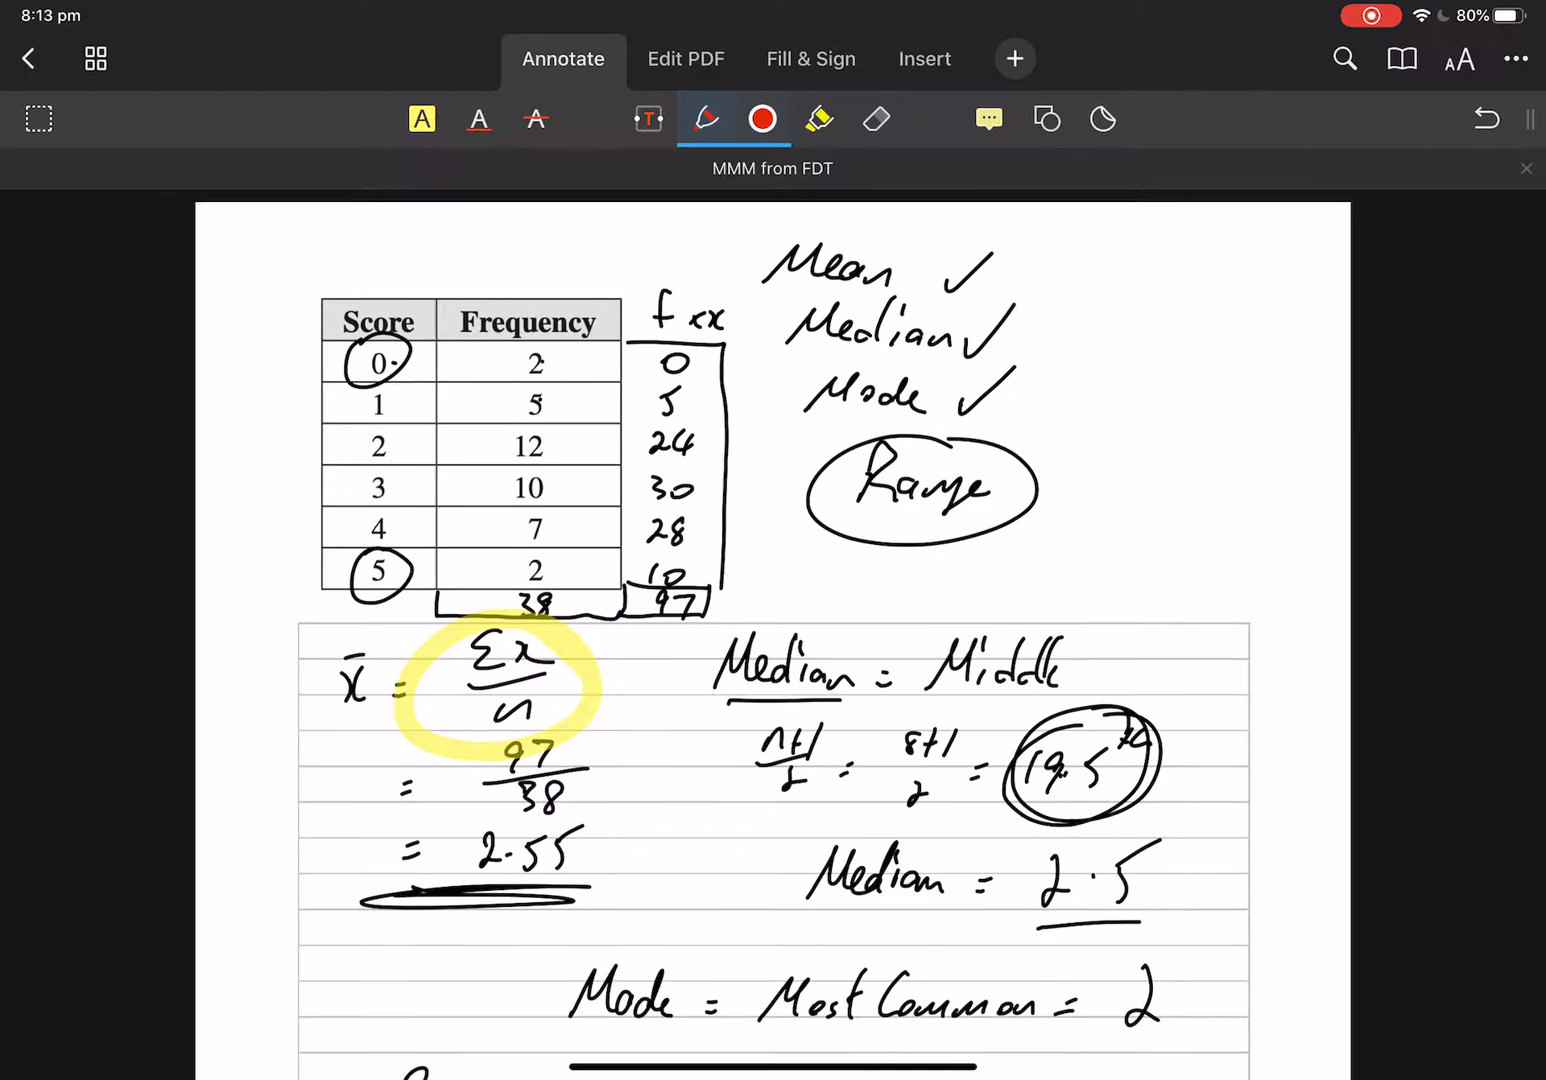 8:13 pm
80%
Annotate
Edit PDF
Fill & Sign
Insert
A
A
A
T
AA
MMM from FDT
Mean ✓
Median ✓
Mode ✓
Range
Score Frequency f × x
0 2 0
1 5 5
2 12 24
3 10 30
4 7 28
5 2 10
38 97
x̄ = Σx / n
= 97 / 38
= 2.55
Median = Middle
n+1 / 2 = 8+1 / 2 = 19.5th
Median = 2.5
Mode = Most Common = 2